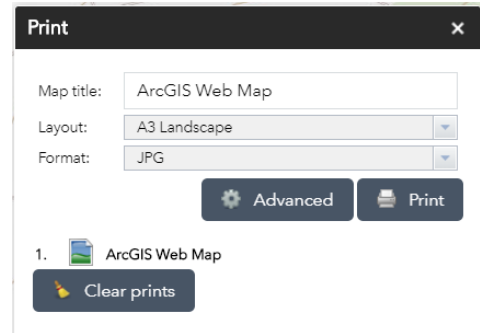 Print
Map title: ArcGIS Web Map
Layout: A3 Landscape
Format: JPG
Advanced Print
1. ArcGIS Web Map
Clear prints